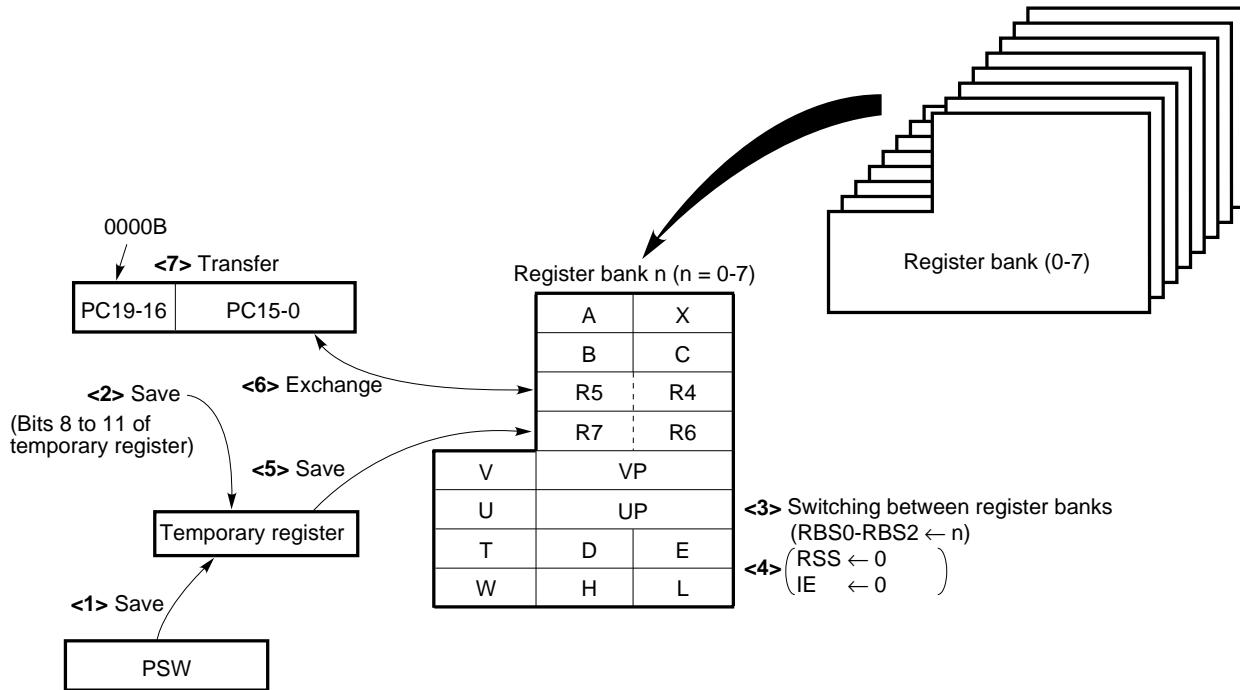 Register bank (0-7)
0000B
<7> Transfer
PC19-16 PC15-0
Register bank n (n = 0-7)
A X
B C
R5 R4
R7 R6
V VP
U UP
T D E
W H L
<6> Exchange
<2> Save
(Bits 8 to 11 of
temporary register)
<5> Save
Temporary register
<3> Switching between register banks
(RBS0-RBS2 ← n)
<4> (RSS ← 0
IE ← 0)
<1> Save
PSW